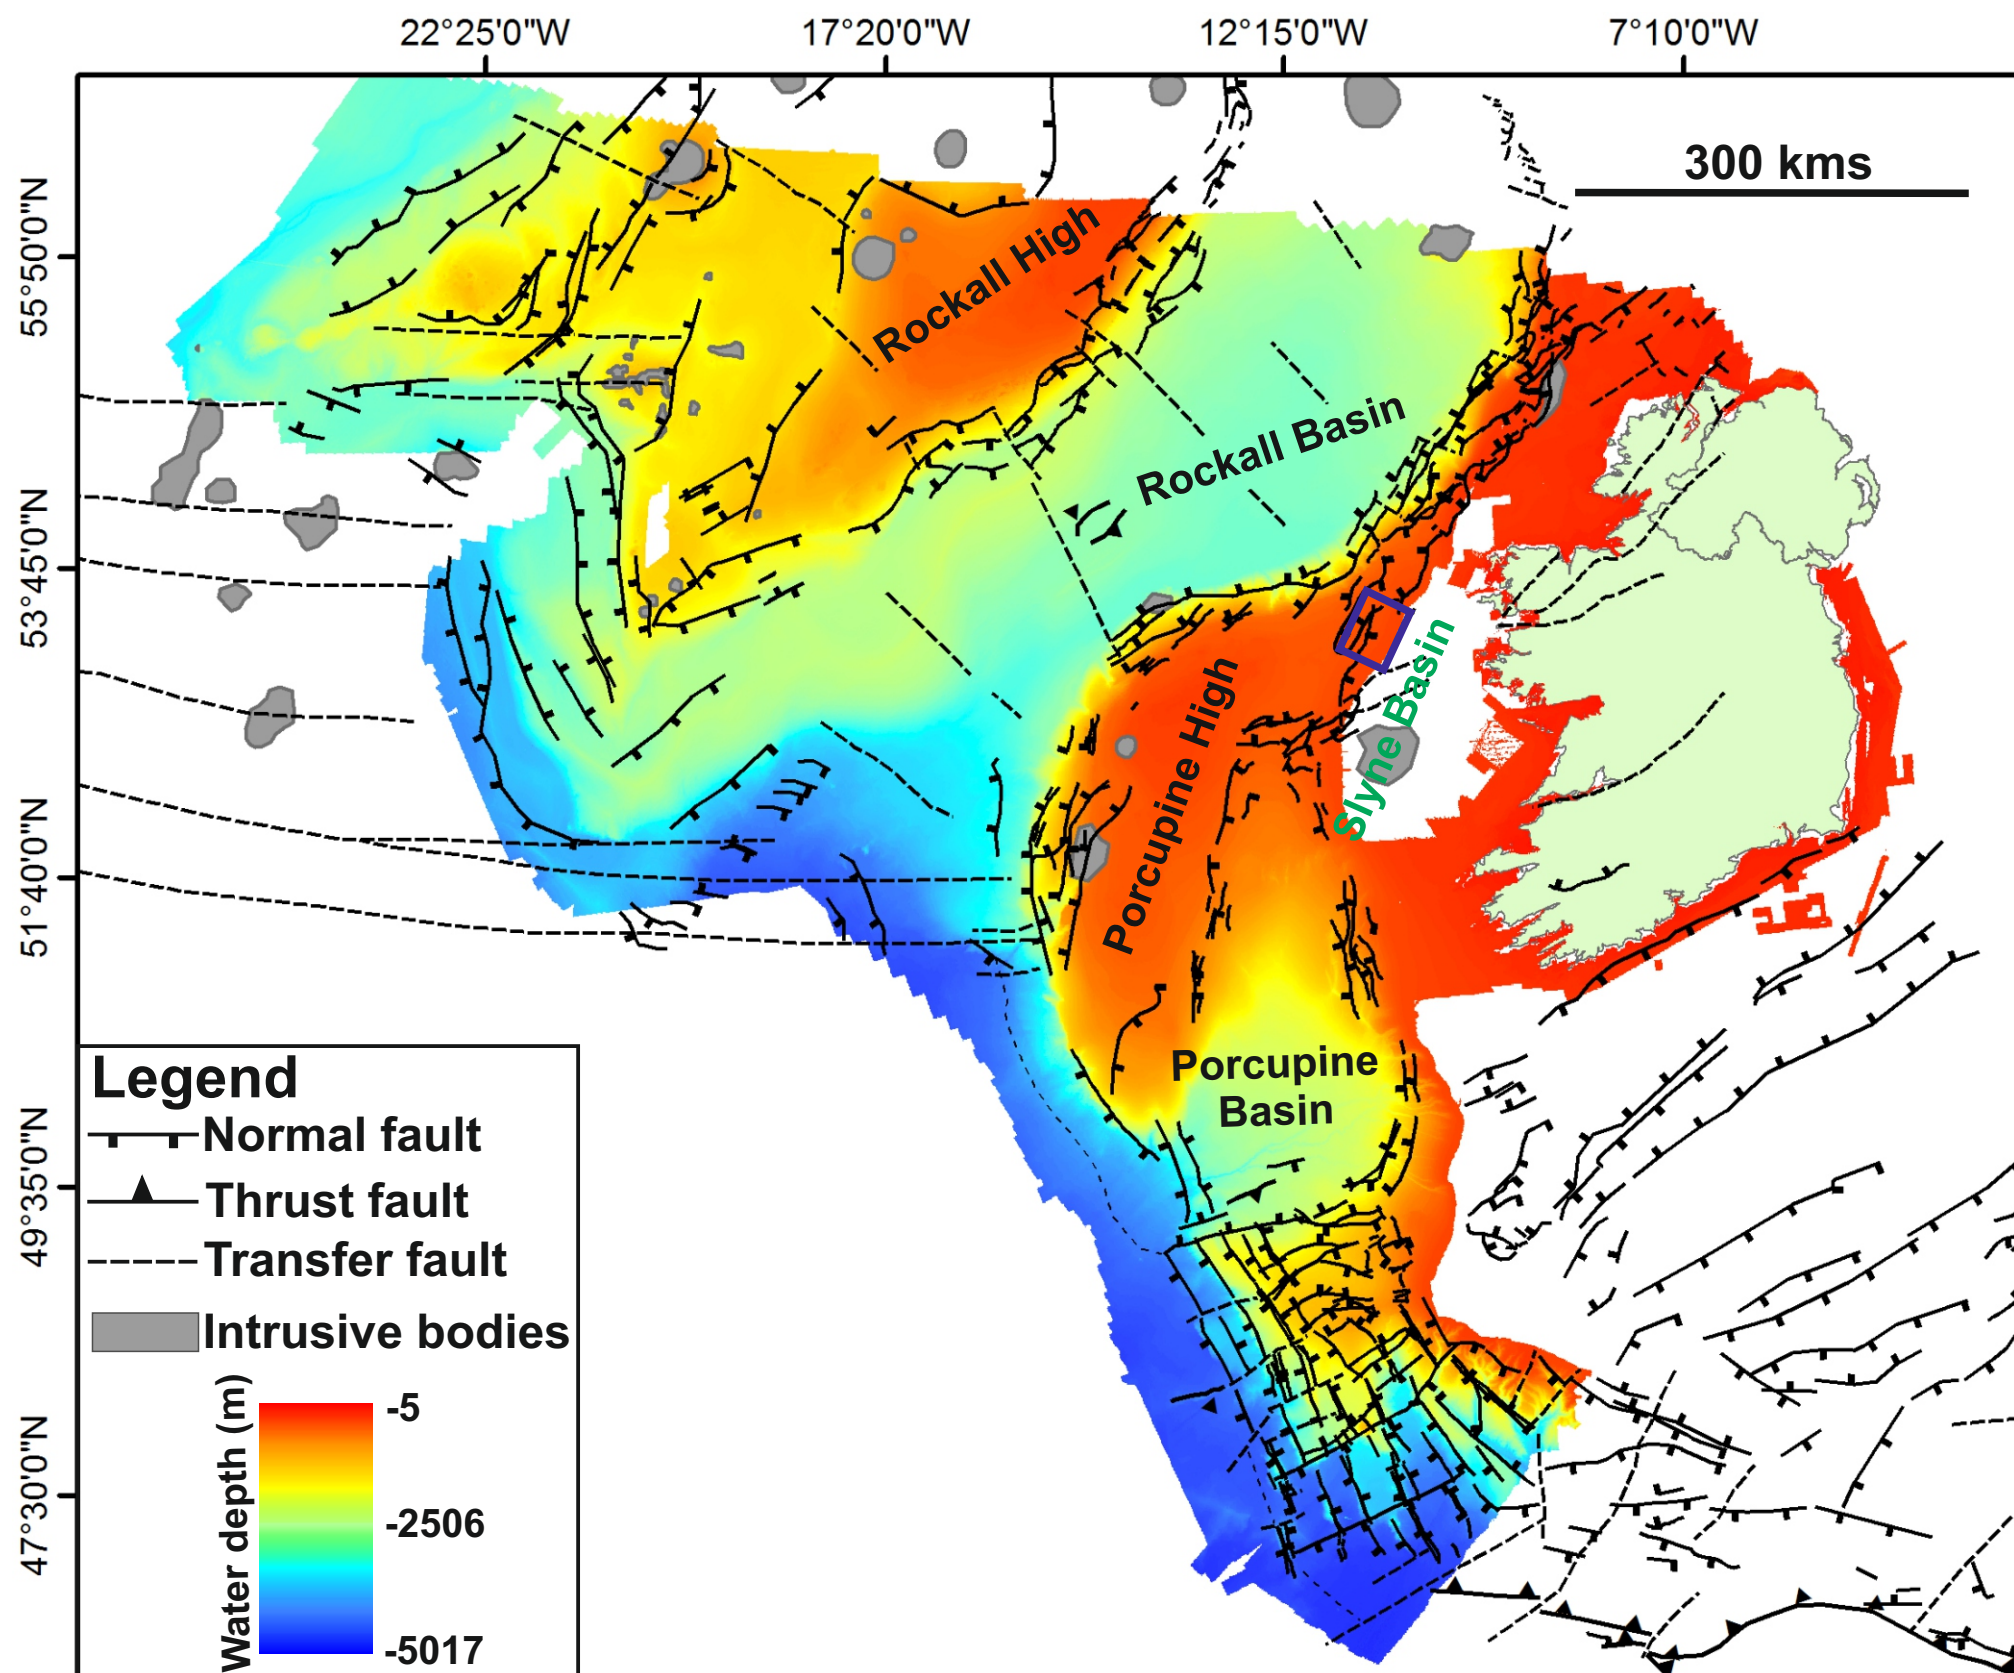 22°25'0"W
17°20'0"W
12°15'0"W
7°10'0"W
300 kms
55°50'0"N
53°45'0"N
51°40'0"N
49°35'0"N
47°30'0"N
Rockall High
Rockall Basin
Slyne Basin
Porcupine High
Porcupine
Basin
Legend
Normal fault
Thrust fault
Transfer fault
Intrusive bodies
Water depth (m)
-5
-2506
-5017